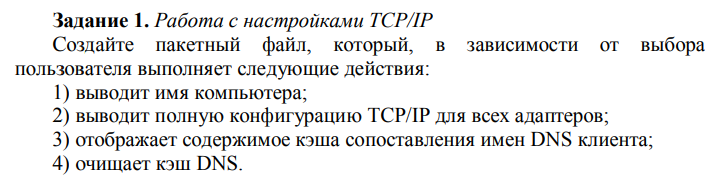 Задание 1. Работа с настройками TCP/IP
Создайте пакетный файл, который, в зависимости от выбора
пользователя выполняет следующие действия:
1) выводит имя компьютера;
2) выводит полную конфигурацию TCP/IP для всех адаптеров;
3) отображает содержимое кэша сопоставления имен DNS клиента;
4) очищает кэш DNS.